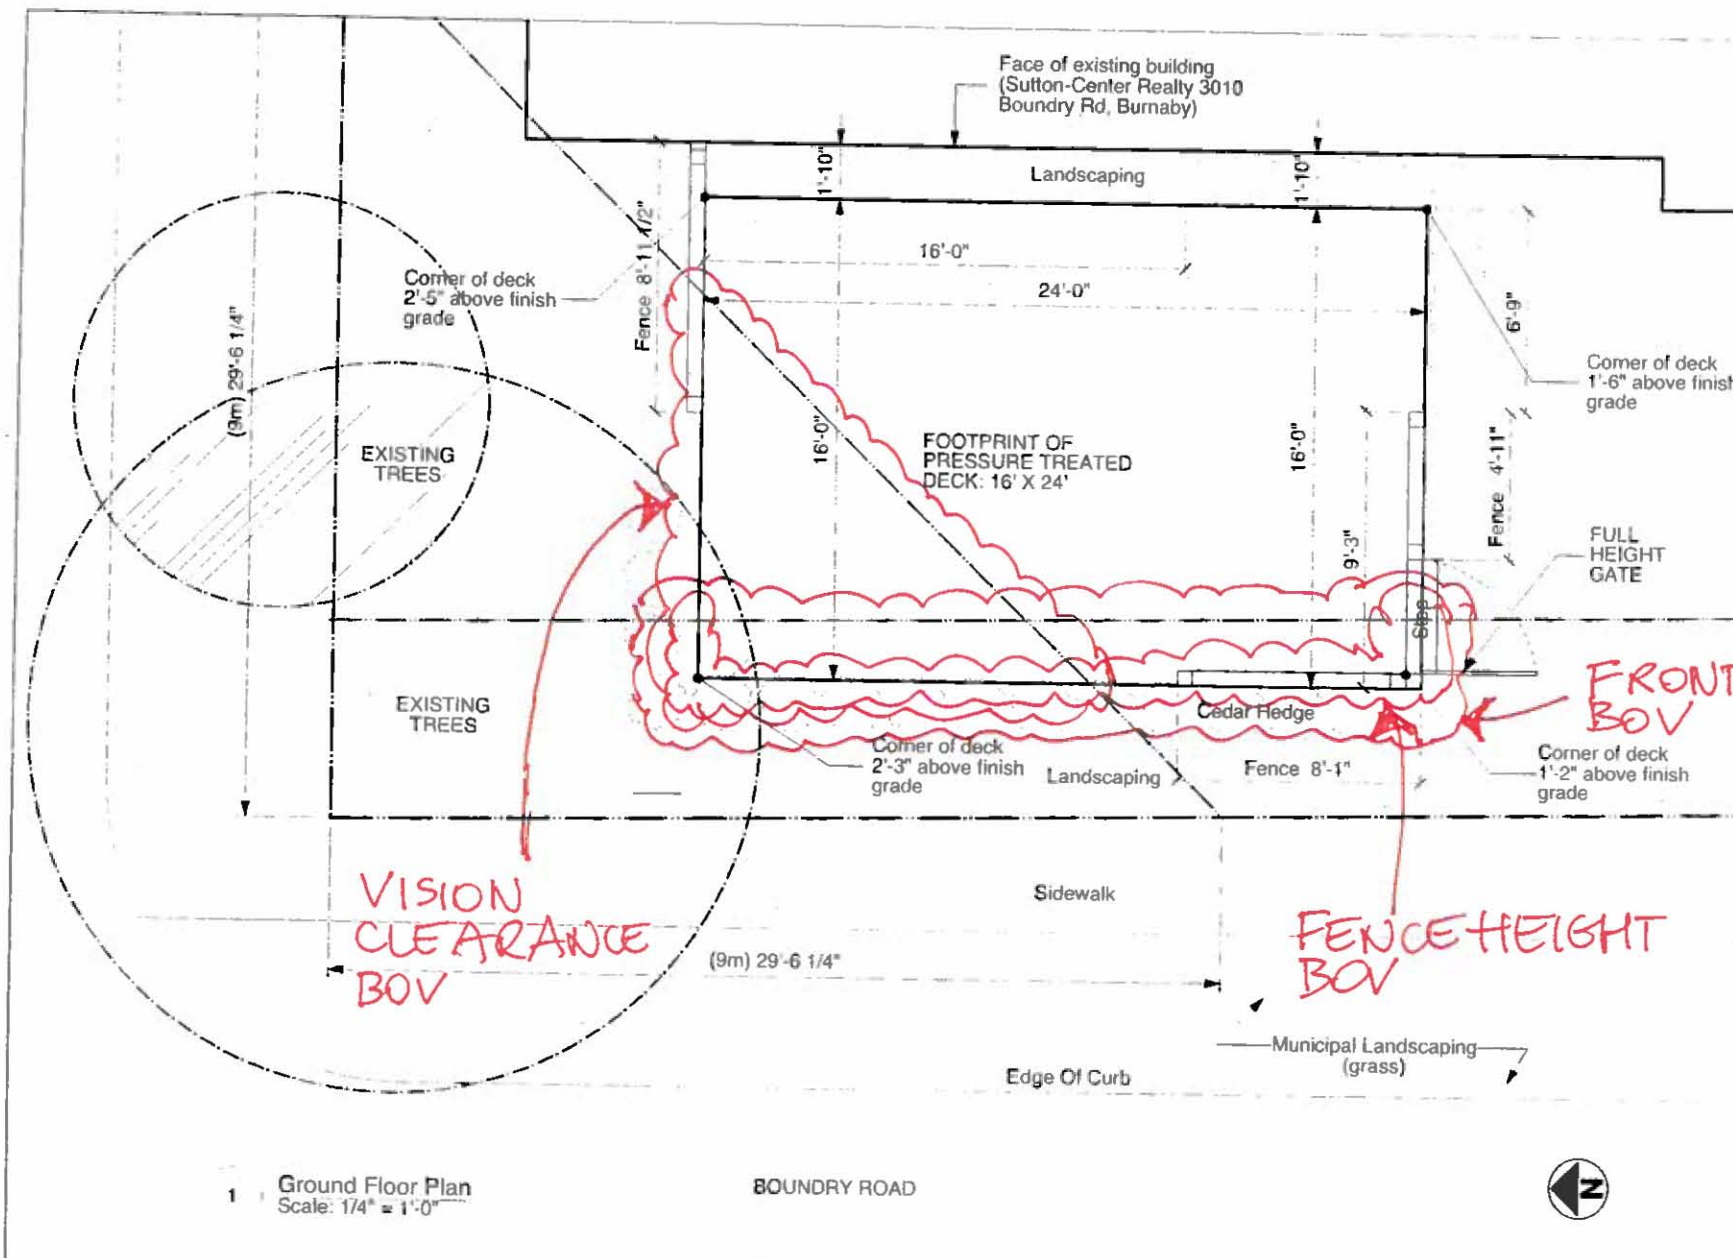 Face of existing building
(Sutton-Center Realty 3010
Boundry Rd, Burnaby)
1'-10"
Landscaping
1'-10"
Fence 8'-11 1/2"
16'-0"
24'-0"
Corner of deck
2'-5" above finish
grade
6'-9"
(9m) 29'-6 1/4"
Corner of deck
1'-6" above finish
grade
EXISTING
TREES
16'-0"
FOOTPRINT OF
PRESSURE TREATED
DECK: 16' X 24'
16'-0"
Fence 4'-11"
9'-3"
FULL
HEIGHT
GATE
Step
EXISTING
TREES
FRONT
BOV
Cedar Hedge
Corner of deck
2'-3" above finish
grade
Landscaping
Fence 8'-1"
Corner of deck
1'-2" above finish
grade
VISION
CLEARANCE
BOV
Sidewalk
FENCE HEIGHT
BOV
(9m) 29'-6 1/4"
Municipal Landscaping
(grass)
Edge Of Curb
1
Ground Floor Plan
Scale: 1/4" = 1'-0"
BOUNDRY ROAD
N